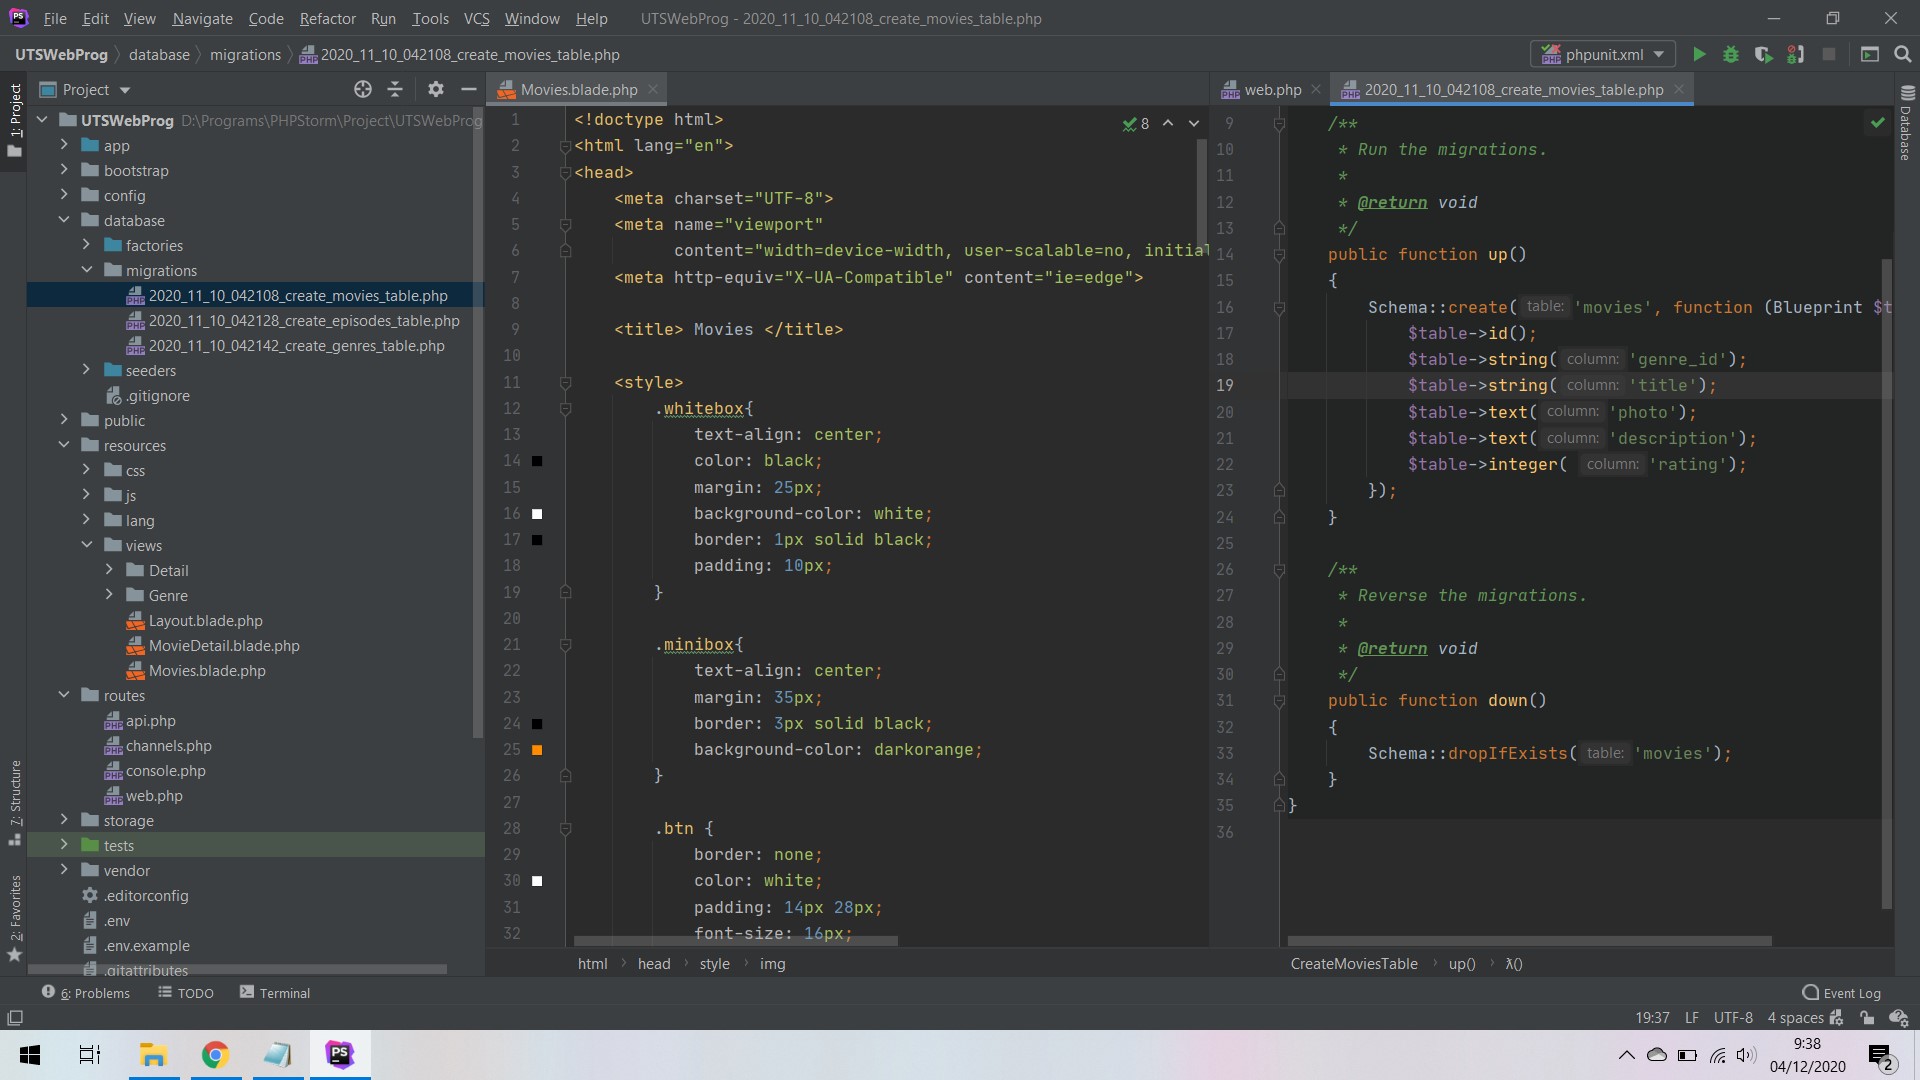 File Edit View Navigate Code Refactor Run Tools VCS Window Help UTSWebProg - 2020_11_10_042108_create_movies_table.php
UTSWebProg database migrations 2020_11_10_042108_create_movies_table.php phpunit.xml
1: Project
7: Structure
2: Favorites
Project
UTSWebProg D:\Programs\PHPStorm\Project\UTSWebProg
app
bootstrap
config
database
factories
migrations
2020_11_10_042108_create_movies_table.php
2020_11_10_042128_create_episodes_table.php
2020_11_10_042142_create_genres_table.php
seeders
.gitignore
public
resources
css
js
lang
views
Detail
Genre
Layout.blade.php
MovieDetail.blade.php
Movies.blade.php
routes
api.php
channels.php
console.php
web.php
storage
tests
vendor
.editorconfig
.env
.env.example
.gitattributes
Movies.blade.php
8
1 <!doctype html>
2 <html lang="en">
3 <head>
4 <meta charset="UTF-8">
5 <meta name="viewport"
6 content="width=device-width, user-scalable=no, initial
7 <meta http-equiv="X-UA-Compatible" content="ie=edge">
8
9 <title> Movies </title>
10
11 <style>
12 .whitebox{
13 text-align: center;
14 color: black;
15 margin: 25px;
16 background-color: white;
17 border: 1px solid black;
18 padding: 10px;
19 }
20
21 .minibox{
22 text-align: center;
23 margin: 35px;
24 border: 3px solid black;
25 background-color: darkorange;
26 }
27
28 .btn {
29 border: none;
30 color: white;
31 padding: 14px 28px;
32 font-size: 16px;
html head style img
web.php 2020_11_10_042108_create_movies_table.php
9 /**
10 * Run the migrations.
11 *
12 * @return void
13 */
14 public function up()
15 {
16 Schema::create( table: 'movies', function (Blueprint $t
17 $table->id();
18 $table->string( column: 'genre_id');
19 $table->string( column: 'title');
20 $table->text( column: 'photo');
21 $table->text( column: 'description');
22 $table->integer( column: 'rating');
23 });
24 }
25
26 /**
27 * Reverse the migrations.
28 *
29 * @return void
30 */
31 public function down()
32 {
33 Schema::dropIfExists( table: 'movies');
34 }
35 }
36
CreateMoviesTable up() λ()
Database
6: Problems TODO Terminal Event Log
19:37 LF UTF-8 4 spaces
PS
9:38
04/12/2020
2